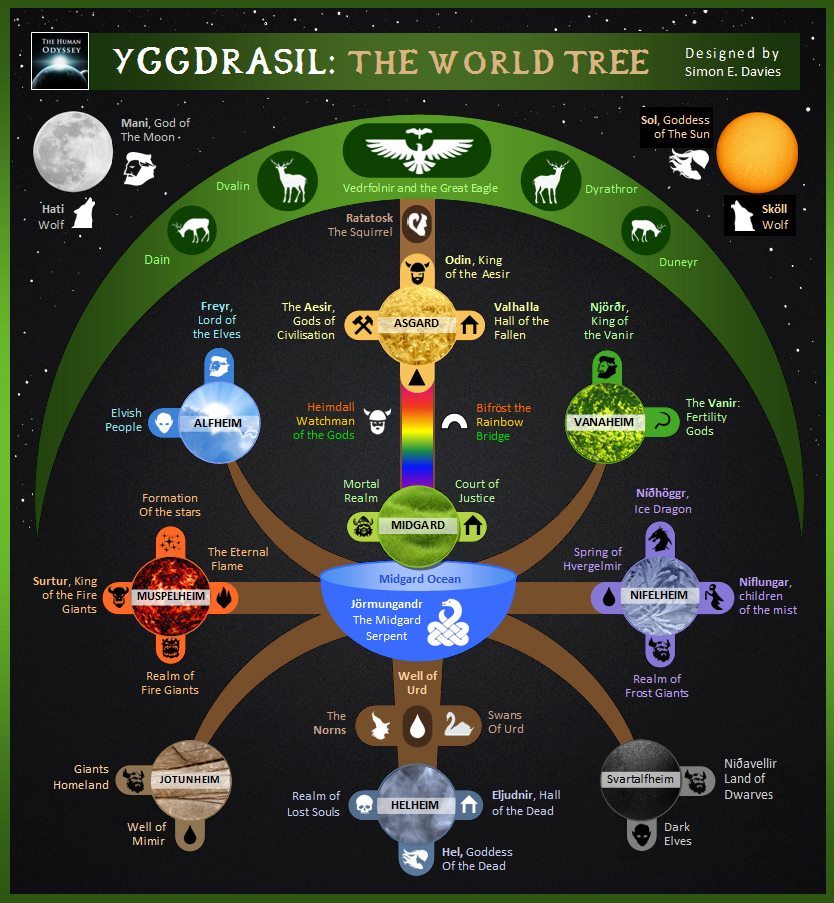 THE HUMAN
ODYSSEY
YGGDRASIL: THE WORLD TREE
Designed by
Simon E. Davies
Mani, God of
The Moon
Hati
Wolf
Sol, Goddess
of The Sun
Sköll
Wolf
Dvalin
Dain
Vedrfolnir and the Great Eagle
Dyrathror
Duneyr
Ratatosk
The Squirrel
Odin, King
of the Aesir
The Aesir,
Gods of
Civilisation
ASGARD
Valhalla
Hall of the
Fallen
Freyr,
Lord of
the Elves
Elvish
People
ALFHEIM
Njörðr,
King of
the Vanir
VANAHEIM
The Vanir:
Fertility
Gods
Heimdall
Watchman
of the Gods
Bifröst the
Rainbow
Bridge
Mortal
Realm
MIDGARD
Court of
Justice
Formation
Of the stars
The Eternal
Flame
Surtur, King
of the Fire
Giants
MUSPELHEIM
Realm of
Fire Giants
Midgard Ocean
Jörmungandr
The Midgard
Serpent
Níðhöggr,
Ice Dragon
Spring of
Hvergelmir
NIFELHEIM
Niflungar,
children
of the mist
Realm of
Frost Giants
Well of
Urd
The
Norns
Swans
Of Urd
Giants
Homeland
JOTUNHEIM
Well of
Mimir
Realm of
Lost Souls
HELHEIM
Eljudnir, Hall
of the Dead
Hel, Goddess
Of the Dead
Svartalfheim
Niðavellir
Land of
Dwarves
Dark
Elves